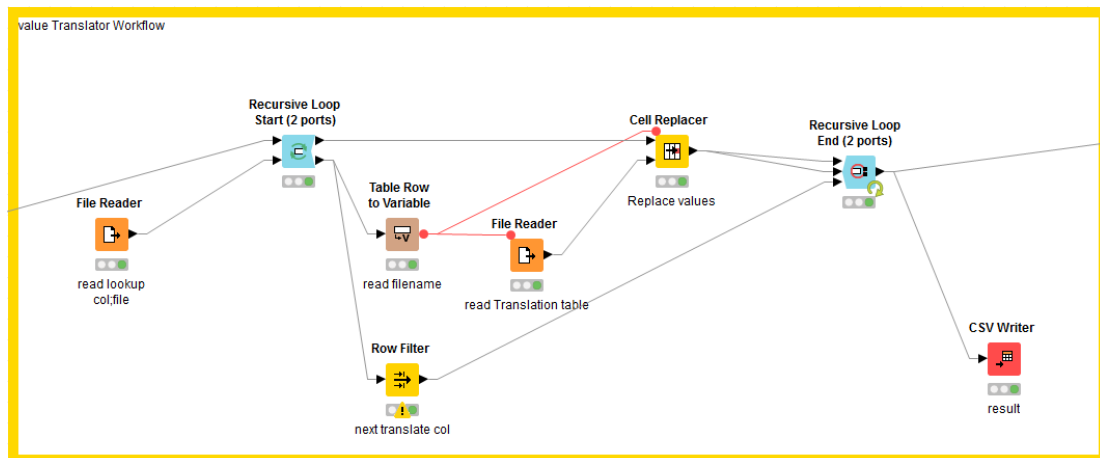 value Translator Workflow
Recursive Loop
Start (2 ports)
Cell Replacer
Recursive Loop
End (2 ports)
Table Row
to Variable
File Reader
File Reader
Replace values
read lookup
col;file
read filename
read Translation table
V
Row Filter
CSV Writer
next translate col
result